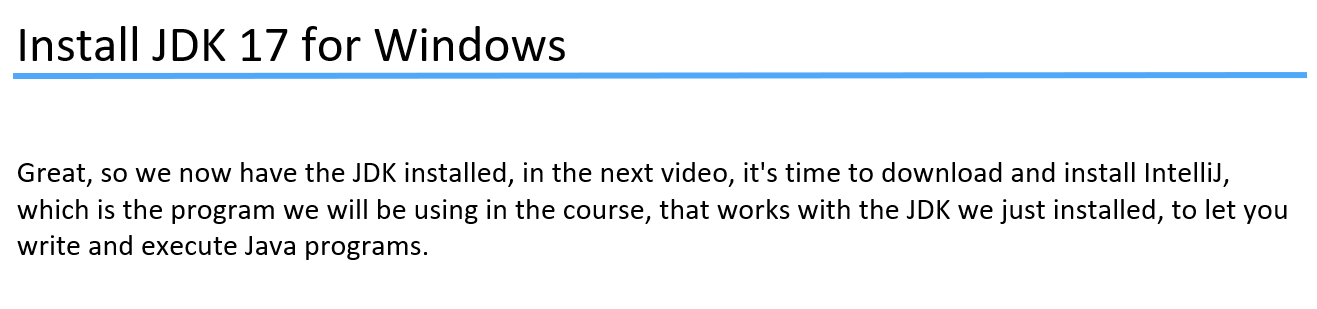 Install JDK 17 for Windows
Great, so we now have the JDK installed, in the next video, it's time to download and install IntelliJ,
which is the program we will be using in the course, that works with the JDK we just installed, to let you
write and execute Java programs.